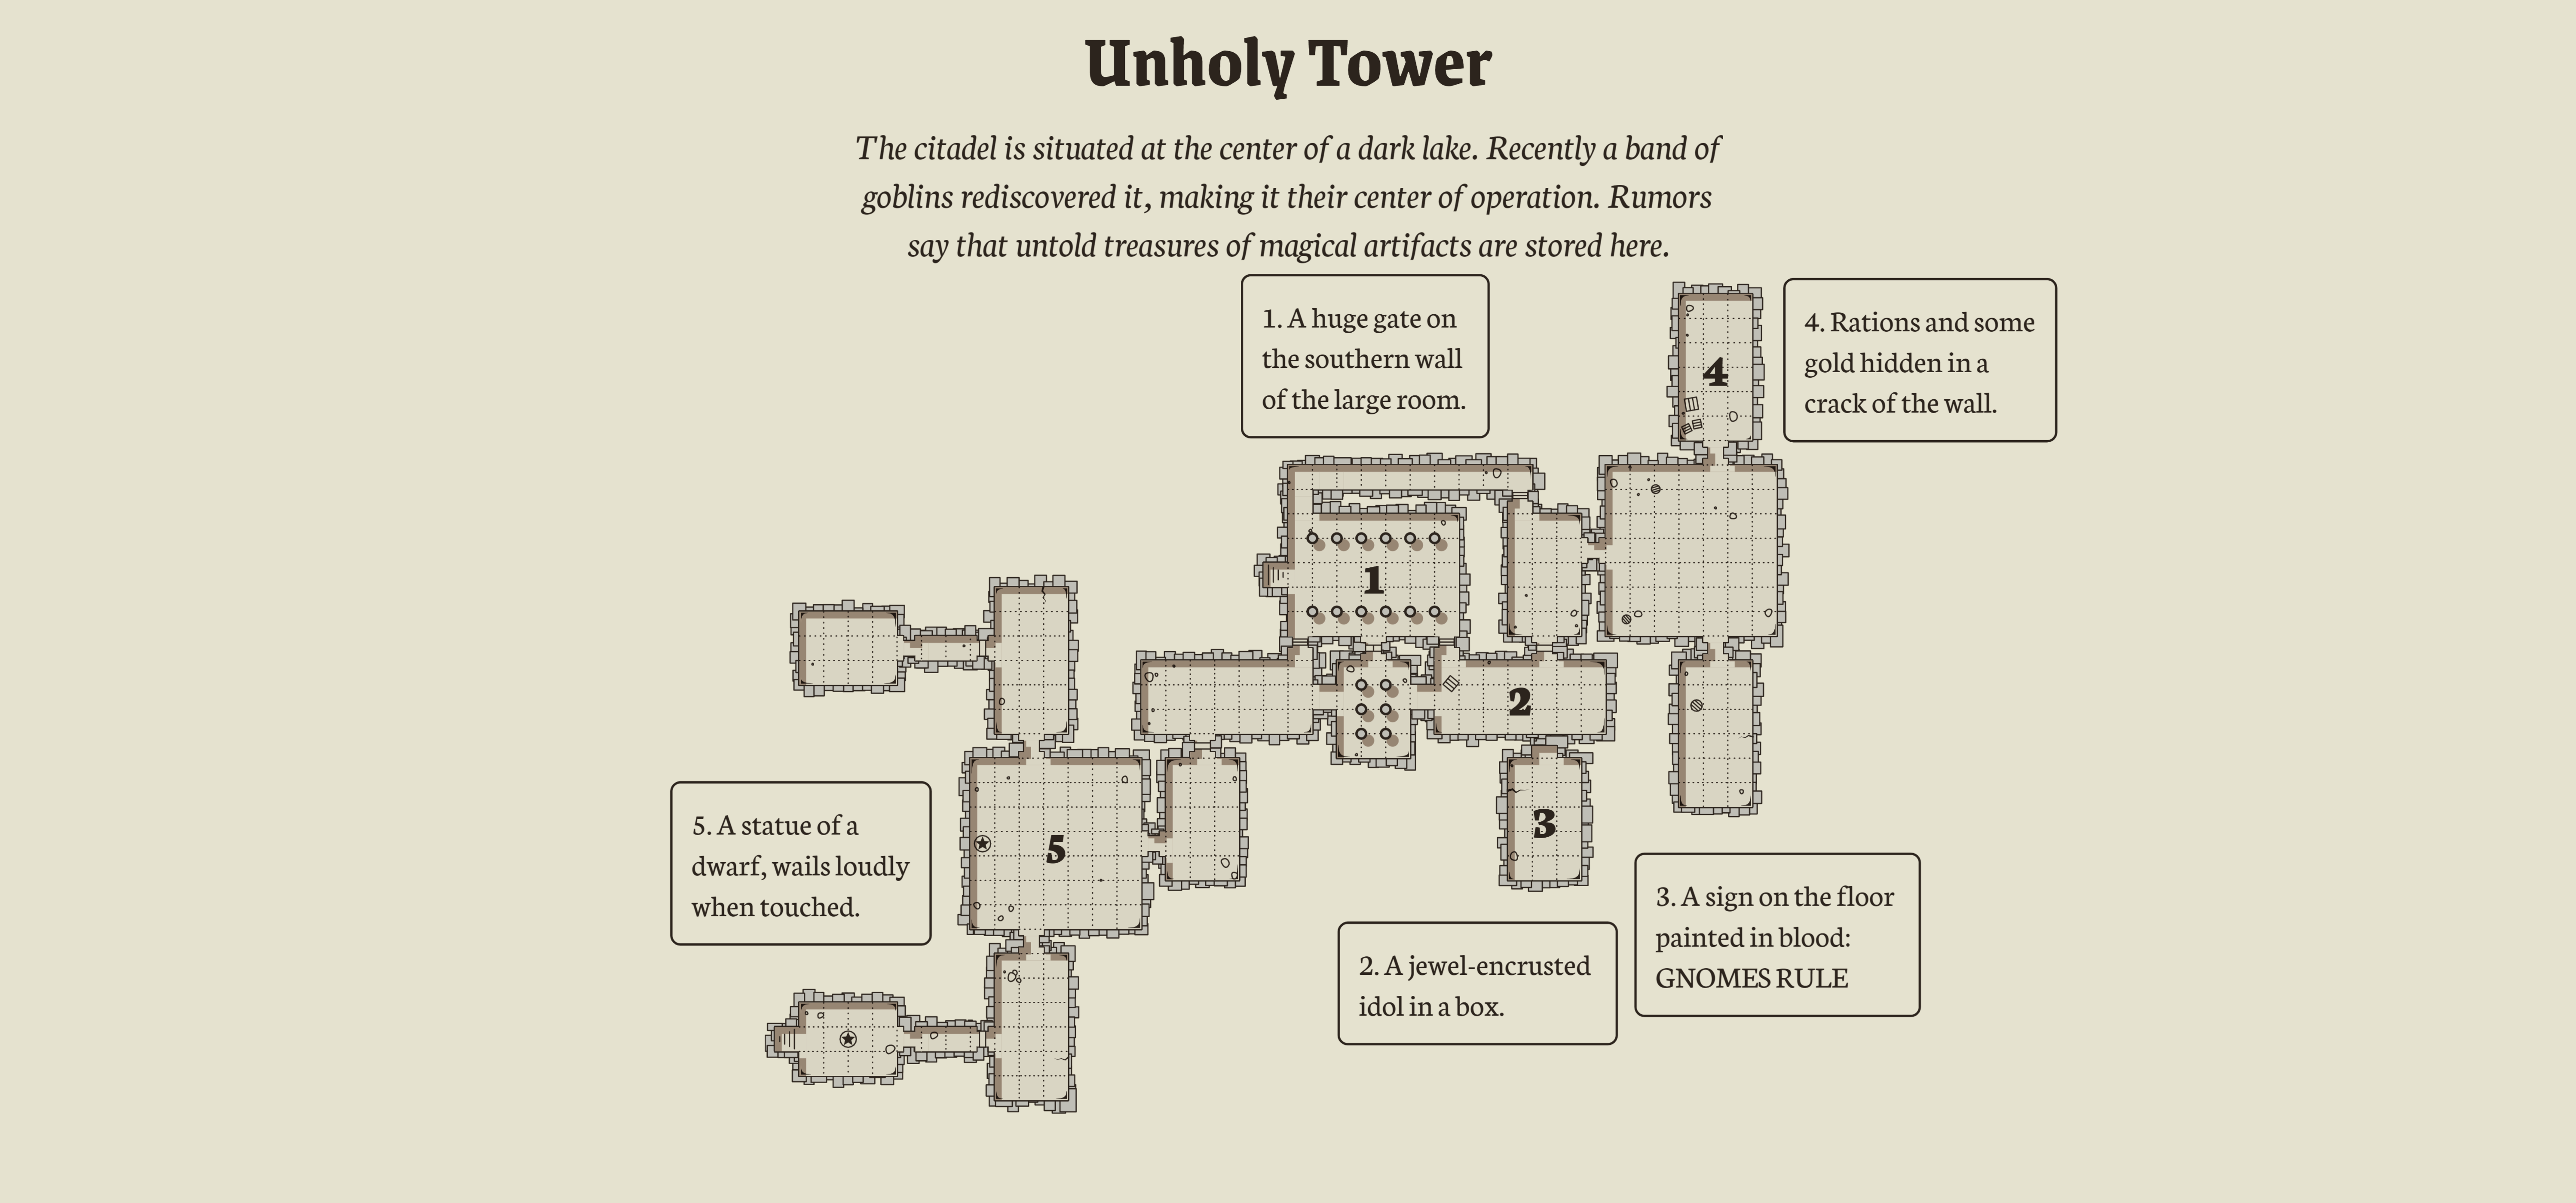 Unholy Tower
The citadel is situated at the center of a dark lake. Recently a band of
goblins rediscovered it, making it their center of operation. Rumors
say that untold treasures of magical artifacts are stored here.
1. A huge gate on
the southern wall
of the large room.
4. Rations and some
gold hidden in a
crack of the wall.
4
1
2
3
5
5. A statue of a
dwarf, wails loudly
when touched.
3. A sign on the floor
painted in blood:
GNOMES RULE
2. A jewel-encrusted
idol in a box.